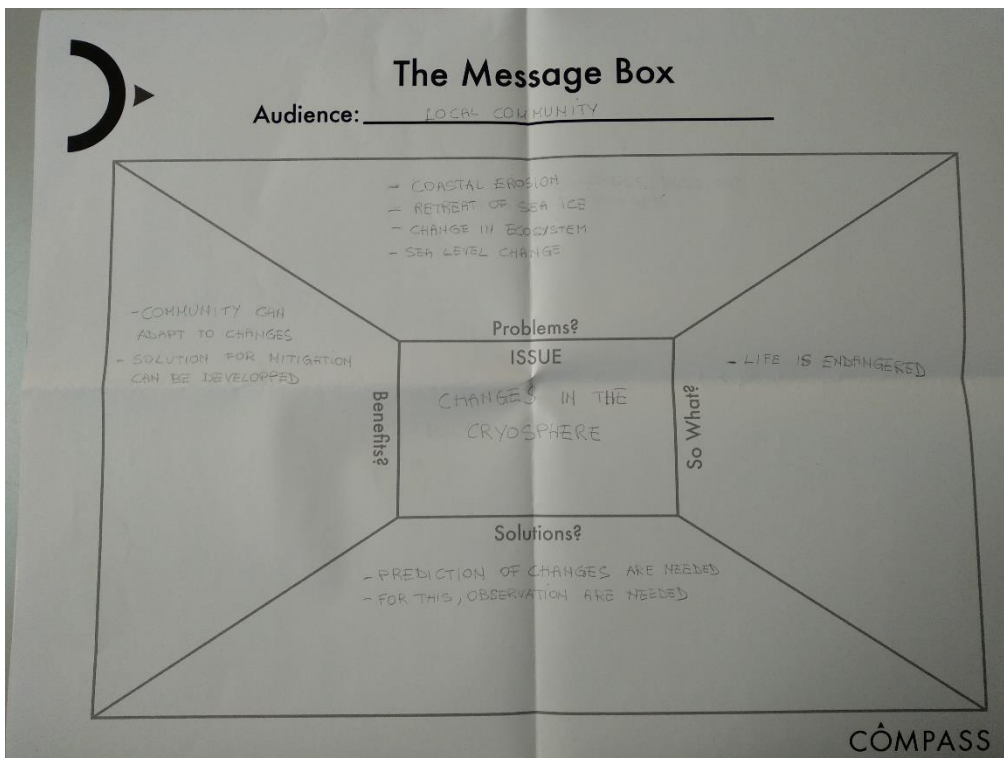 The Message Box
Audience: LOCAL COMMUNITY
- COASTAL EROSION
- RETREAT OF SEA ICE
- CHANGE IN ECOSYSTEM
- SEA LEVEL CHANGE
Problems?
- COMMUNITY CAN
ADAPT TO CHANGES
- SOLUTION FOR MITIGATION
CAN BE DEVELOPPED
Benefits?
ISSUE
CHANGES IN THE
CRYOSPHERE
So What?
- LIFE IS ENDANGERED
Solutions?
- PREDICTION OF CHANGES ARE NEEDED
- FOR THIS, OBSERVATION ARE NEEDED
CÔMPASS